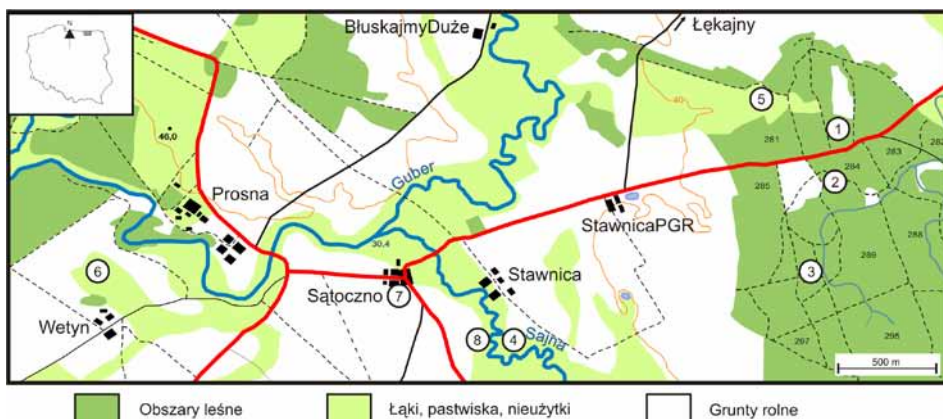 N
BłuskajmyDuże
Łękajny
40
5
1
281
283
282
46,0
284
2
285
Guber
Prosna
StawnicaPGR
288
30,4
289
3
6
Stawnica
Sątoczno
7
Wetyn
8
4
Sajna
297
298
500 m
Obszary leśne
Łąki, pastwiska, nieużytki
Grunty rolne